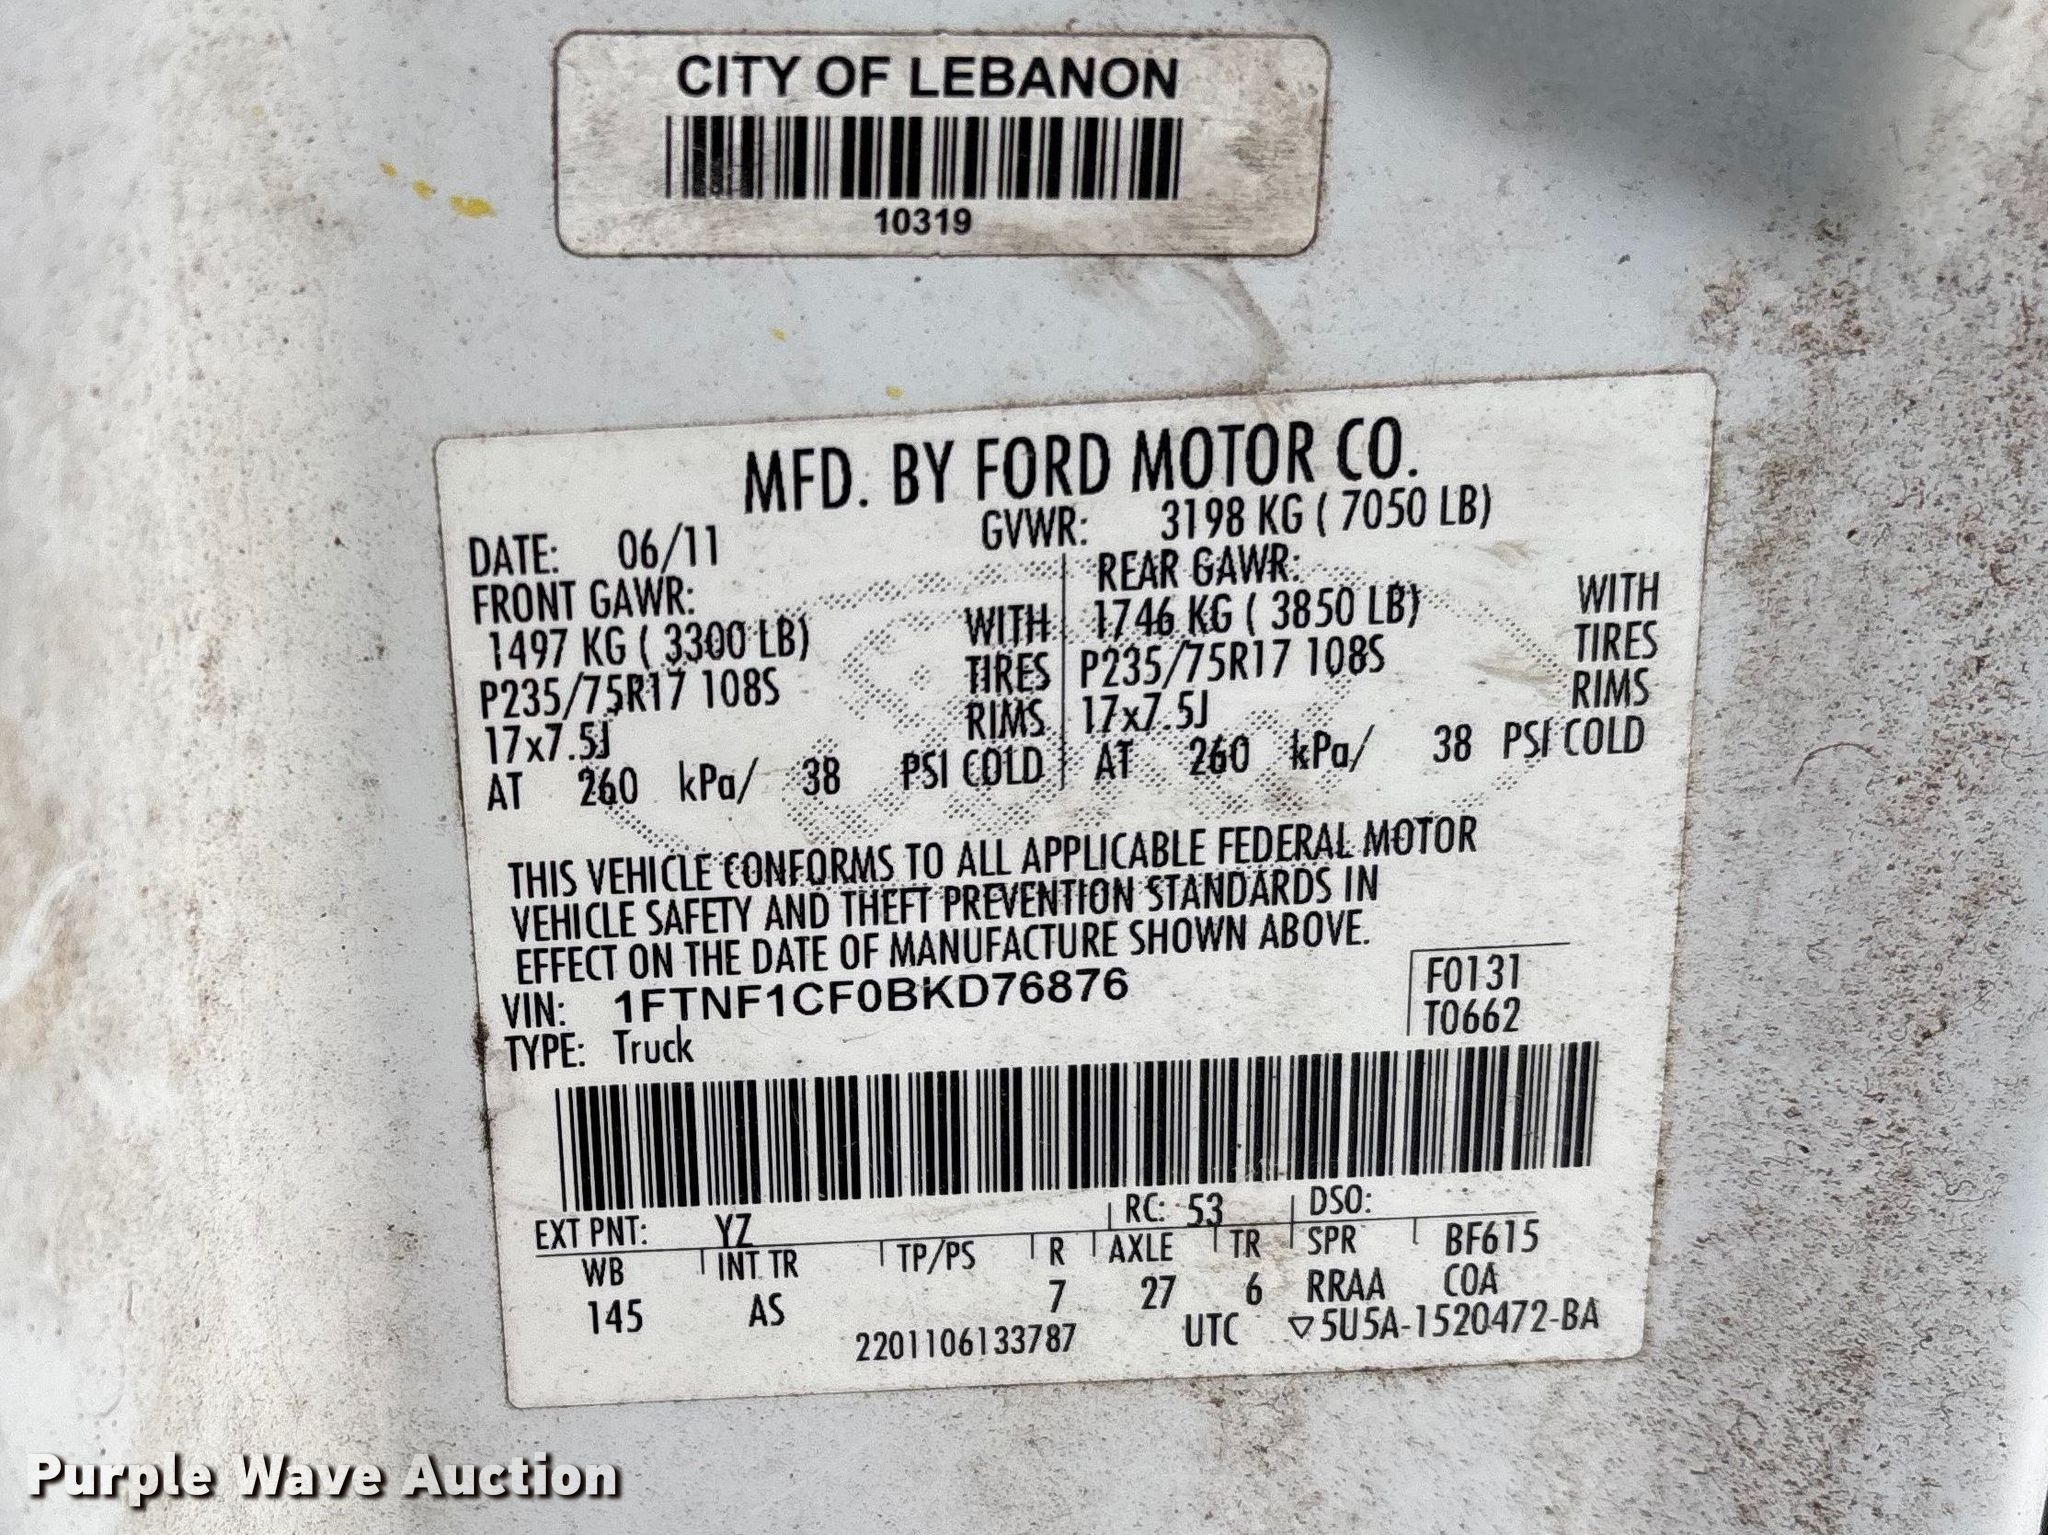 CITY OF LEBANON
10319
MFD. BY FORD MOTOR CO.
DATE: 06/11 GVWR: 3198 KG ( 7050 LB)
FRONT GAWR: REAR GAWR:
1497 KG ( 3300 LB) WITH 1746 KG ( 3850 LB) WITH
P235/75R17 108S TIRES P235/75R17 108S TIRES
17x7.5J RIMS 17x7.5J RIMS
AT 260 kPa/ 38 PSI COLD AT 260 kPa/ 38 PSI COLD
THIS VEHICLE CONFORMS TO ALL APPLICABLE FEDERAL MOTOR
VEHICLE SAFETY AND THEFT PREVENTION STANDARDS IN
EFFECT ON THE DATE OF MANUFACTURE SHOWN ABOVE.
VIN: 1FTNF1CF0BKD76876 F0131
TYPE: Truck T0662
EXT PNT: YZ RC: 53 DSO:
WB INT TR TP/PS R AXLE TR SPR BF615
145 AS 7 27 6 RRAA COA
2201106133787 UTC ▽5U5A-1520472-BA
Purple Wave Auction